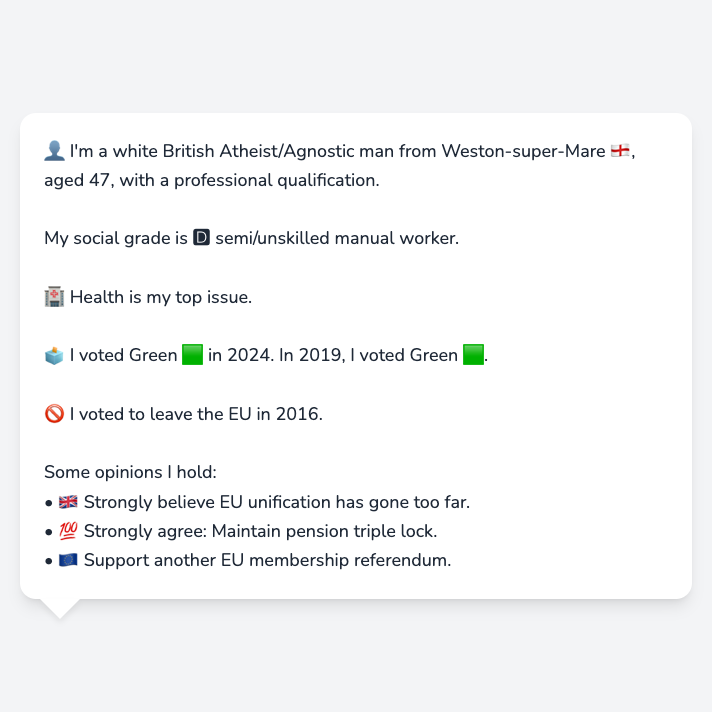 👤 I'm a white British Atheist/Agnostic man from Weston-super-Mare 🏴󠁧󠁢󠁥󠁮󠁧󠁿,
aged 47, with a professional qualification.
My social grade is 🅳 semi/unskilled manual worker.
🏥 Health is my top issue.
🗳️ I voted Green 🟩 in 2024. In 2019, I voted Green 🟩.
🚫 I voted to leave the EU in 2016.
Some opinions I hold:
• 🇬🇧 Strongly believe EU unification has gone too far.
• 💯 Strongly agree: Maintain pension triple lock.
• 🇪🇺 Support another EU membership referendum.